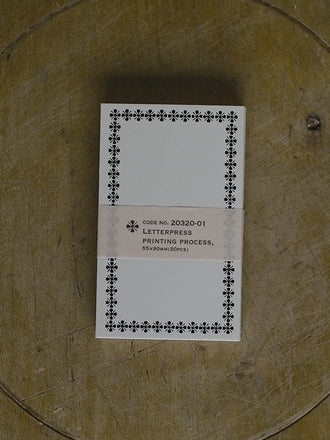 CODE NO. 20320-01
LETTERPRESS
PRINTING PROCESS,
55X90MM(50PCS)